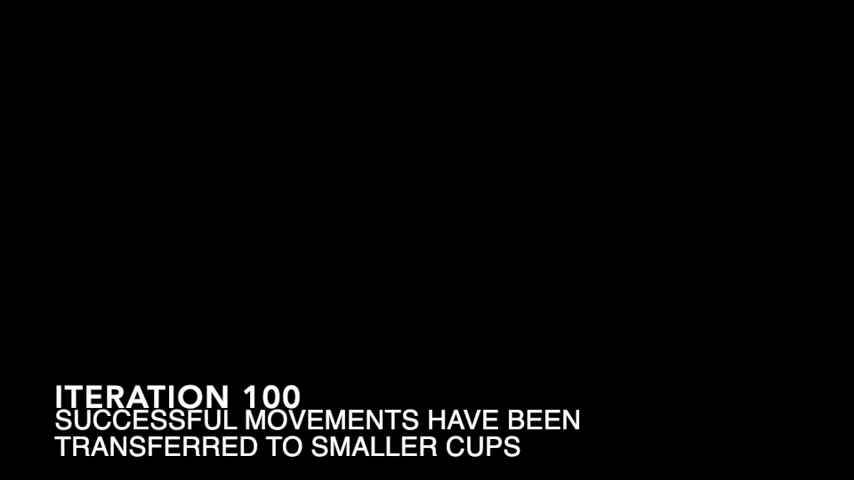 ITERATION 100
SUCCESSFUL MOVEMENTS HAVE BEEN
TRANSFERRED TO SMALLER CUPS